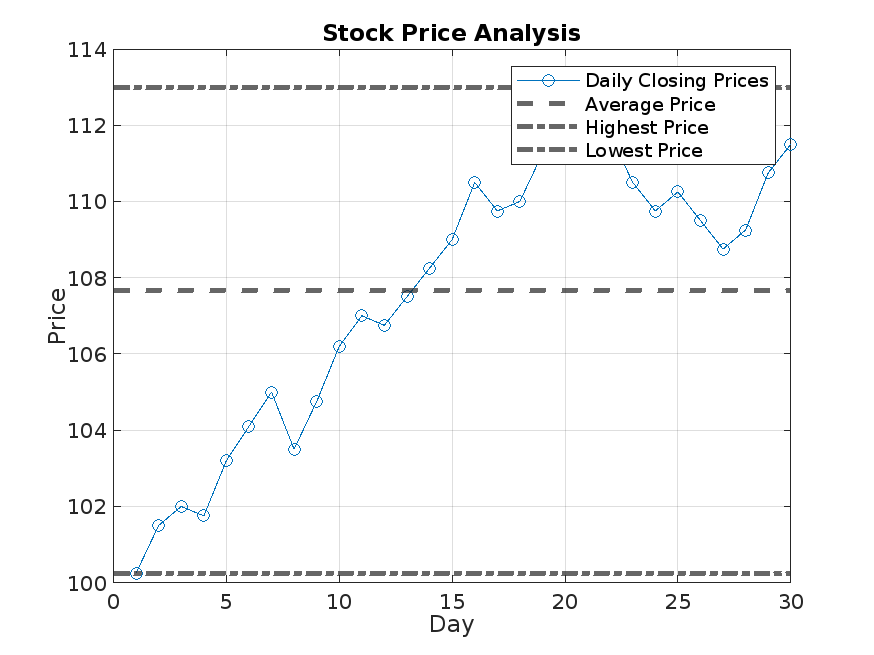 Stock Price Analysis
114
112
110
108
106
104
102
100
Price
0 5 10 15 20 25 30
Day
Daily Closing Prices
Average Price
Highest Price
Lowest Price